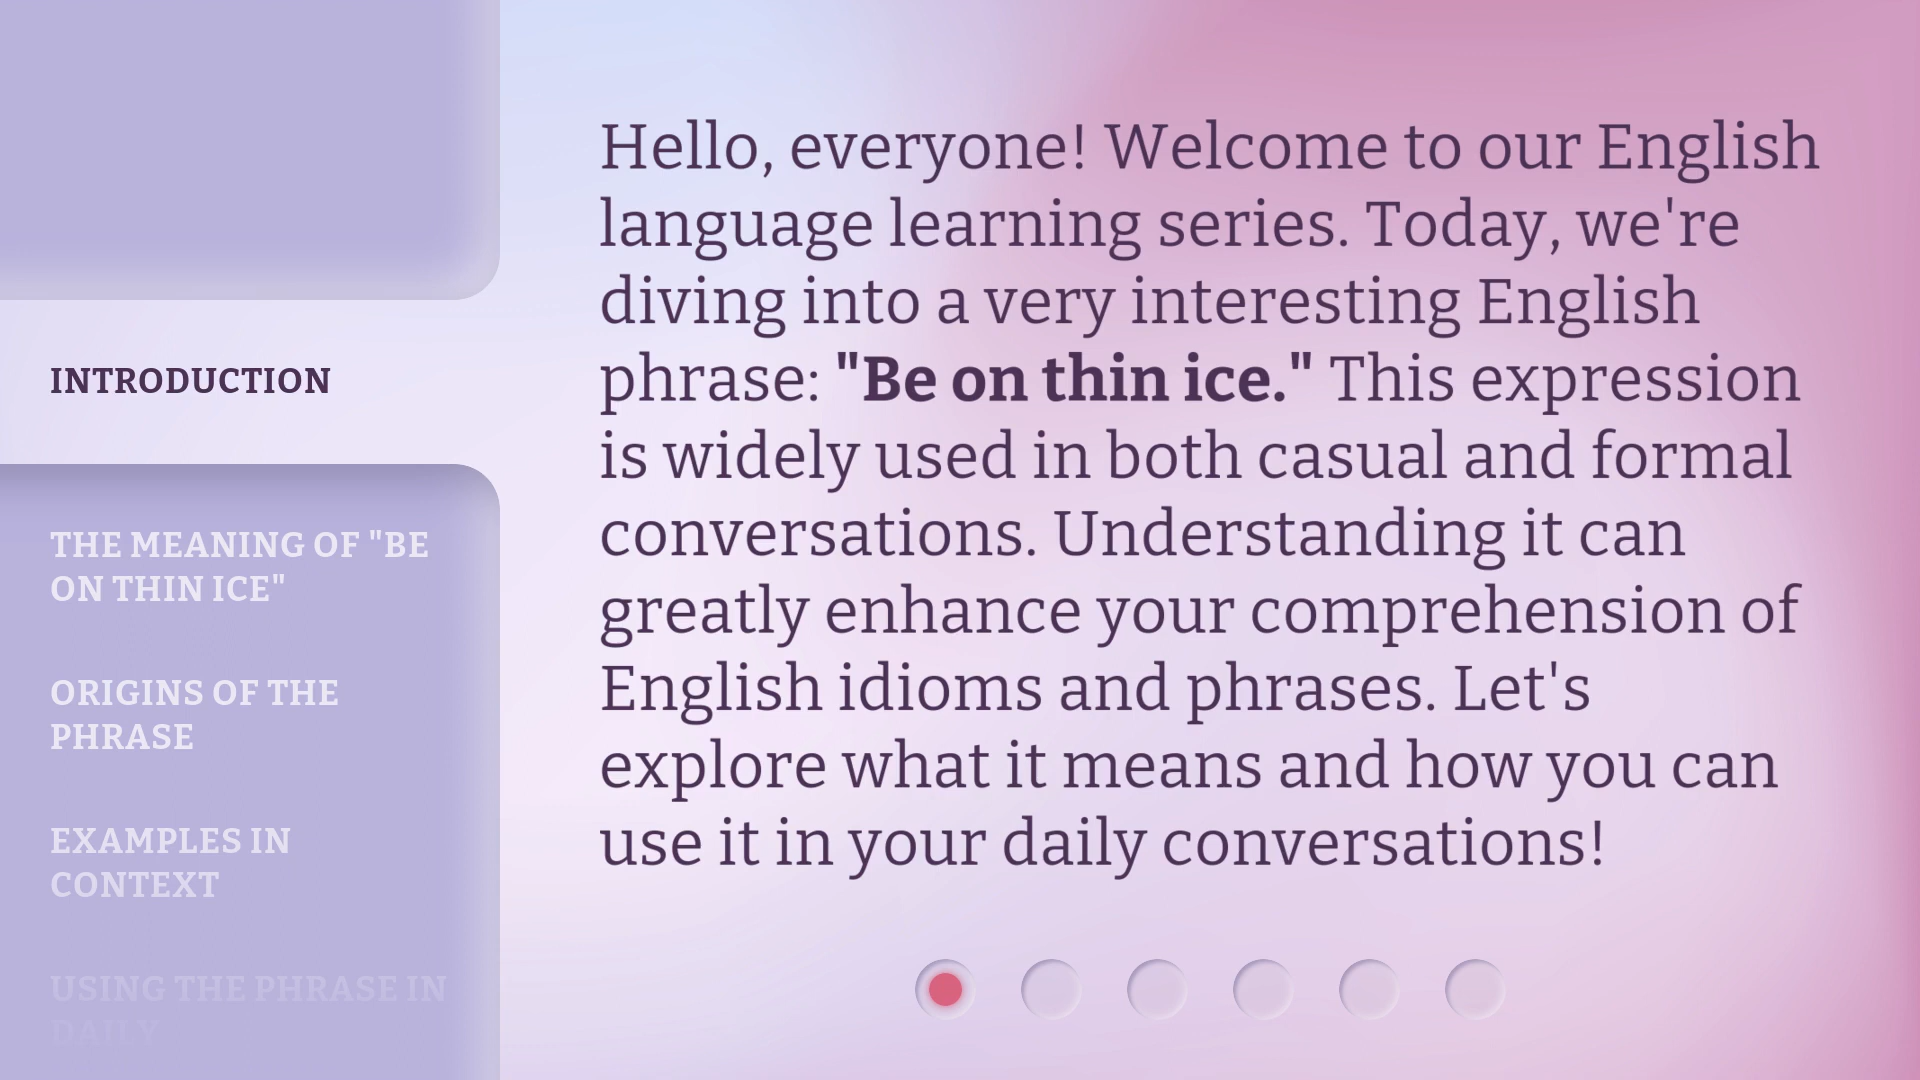 INTRODUCTION
THE MEANING OF "BE
ON THIN ICE"
ORIGINS OF THE
PHRASE
EXAMPLES IN
CONTEXT
USING THE PHRASE IN
DAILY
Hello, everyone! Welcome to our English
language learning series. Today, we're
diving into a very interesting English
phrase: "Be on thin ice." This expression
is widely used in both casual and formal
conversations. Understanding it can
greatly enhance your comprehension of
English idioms and phrases. Let's
explore what it means and how you can
use it in your daily conversations!